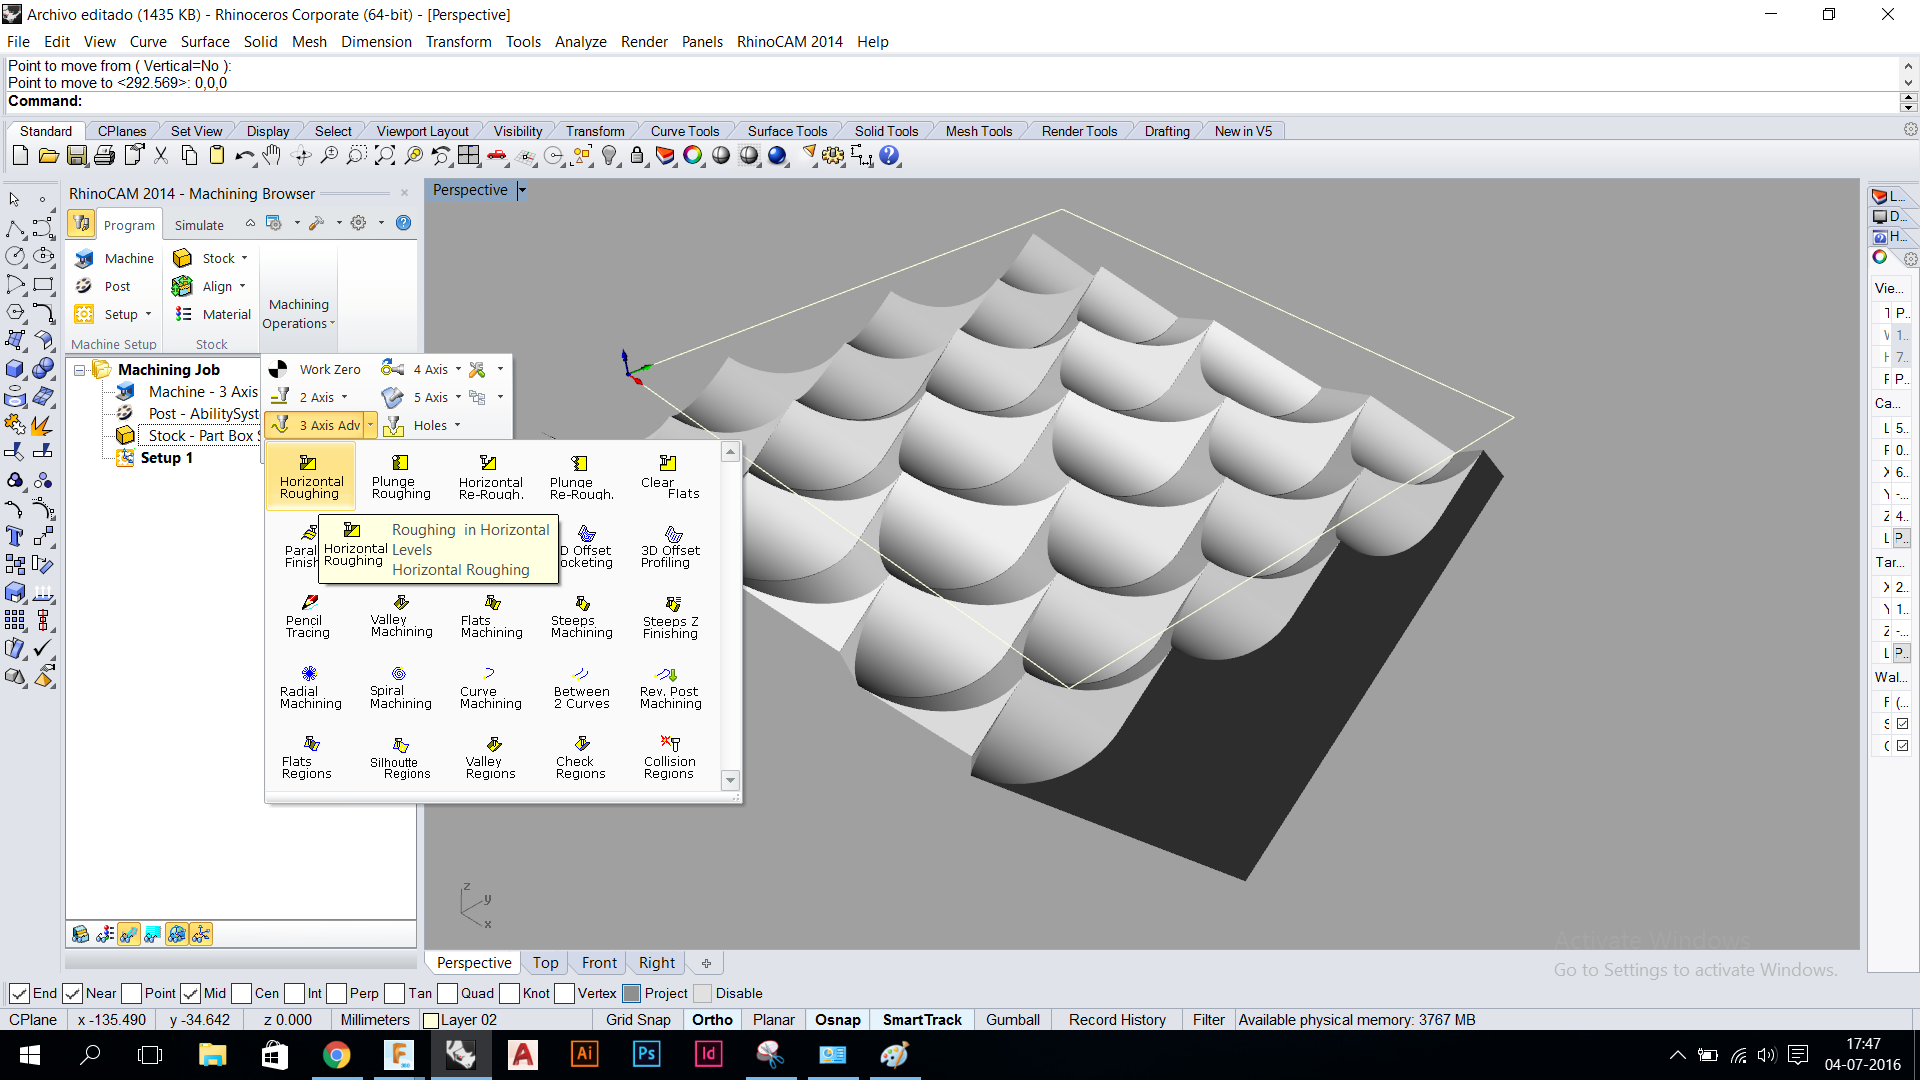 Archivo editado (1435 KB) - Rhinoceros Corporate (64-bit) - [Perspective]
File Edit View Curve Surface Solid Mesh Dimension Transform Tools Analyze Render Panels RhinoCAM 2014 Help
Point to move from ( Vertical=No ):
Point to move to <292.569>: 0,0,0
Command:
Standard CPlanes Set View Display Select Viewport Layout Visibility Transform Curve Tools Surface Tools Solid Tools Mesh Tools Render Tools Drafting New in V5
RhinoCAM 2014 - Machining Browser
Program Simulate
Machine Stock
Post Align
Setup Material
Machining
Operations
Machine Setup Stock
Machining Job
Machine - 3 Axis
Post - AbilitySyst
Stock - Part Box S
Setup 1
Work Zero 4 Axis
2 Axis 5 Axis
3 Axis Adv Holes
Horizontal Plunge Horizontal Plunge Clear
Roughing Roughing Re-Rough. Re-Rough. Flats
Roughing in Horizontal
Levels
Horizontal Roughing
Horizontal
Roughing
Paral
Finish
D Offset 3D Offset
ocketing Profiling
Pencil Valley Flats Steeps Steeps Z
Tracing Machining Machining Machining Finishing
Radial Spiral Curve Between Rev. Post
Machining Machining Machining 2 Curves Machining
Flats Silhoutte Valley Check Collision
Regions Regions Regions Regions Regions
Perspective
z
y
x
L...
D...
H...
Vie...
T P..
V 1..
H 7..
F P..
Ca...
L 5..
F 0..
X 6..
Y -...
Z 4..
L P..
Tar...
X 2..
Y 1..
Z -...
L P..
Wal...
F (...
S
C
Activate Windows
Go to Settings to activate Windows.
Perspective Top Front Right
End Near Point Mid Cen Int Perp Tan Quad Knot Vertex Project Disable
CPlane x -135.490 y -34.642 z 0.000 Millimeters Layer 02 Grid Snap Ortho Planar Osnap SmartTrack Gumball Record History Filter Available physical memory: 3767 MB
F A Ai Ps Id
17:47
04-07-2016